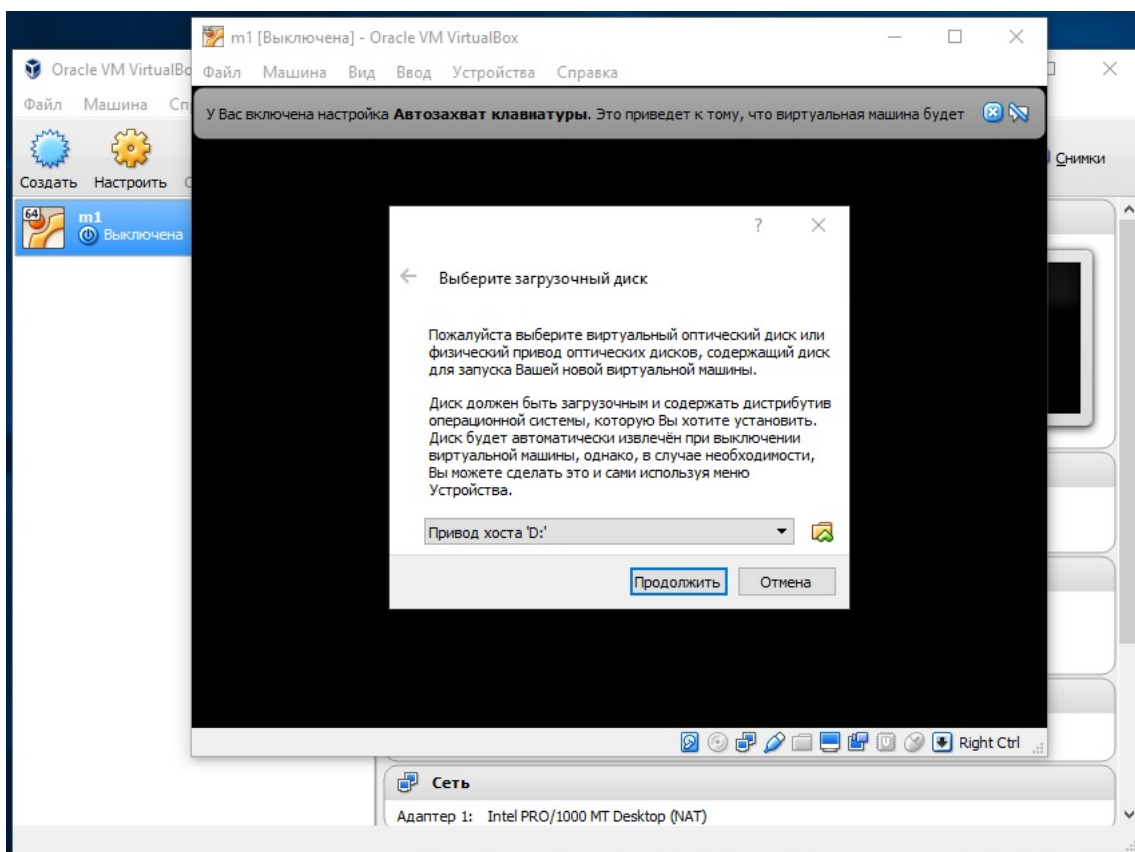 m1 [Выключена] - Oracle VM VirtualBox
Файл Машина Вид Ввод Устройства Справка
У Вас включена настройка Автозахват клавиатуры. Это приведет к тому, что виртуальная машина будет
Oracle VM VirtualBo
Файл Машина Сп
Создать Настроить С
Снимки
64
m1
Выключена
?
Выберите загрузочный диск
Пожалуйста выберите виртуальный оптический диск или
физический привод оптических дисков, содержащий диск
для запуска Вашей новой виртуальной машины.
Диск должен быть загрузочным и содержать дистрибутив
операционной системы, которую Вы хотите установить.
Диск будет автоматически извлечён при выключении
виртуальной машины, однако, в случае необходимости,
Вы можете сделать это и сами используя меню
Устройства.
Привод хоста 'D:'
Продолжить Отмена
Right Ctrl
Сеть
Адаптер 1: Intel PRO/1000 MT Desktop (NAT)